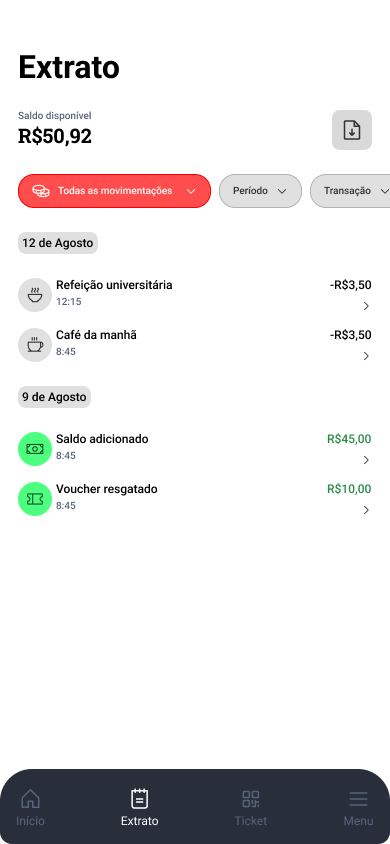 Extrato
Saldo disponível
R$50,92
Todas as movimentações
Período
Transação
12 de Agosto
Refeição universitária
-R$3,50
12:15
Café da manhã
-R$3,50
8:45
9 de Agosto
Saldo adicionado
R$45,00
8:45
Voucher resgatado
R$10,00
8:45
Início
Extrato
Ticket
Menu